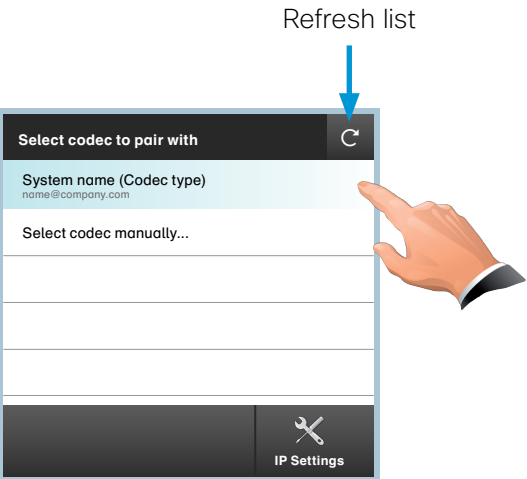 Refresh list
Select codec to pair with
System name (Codec type)
name@company.com
Select codec manually...
IP Settings